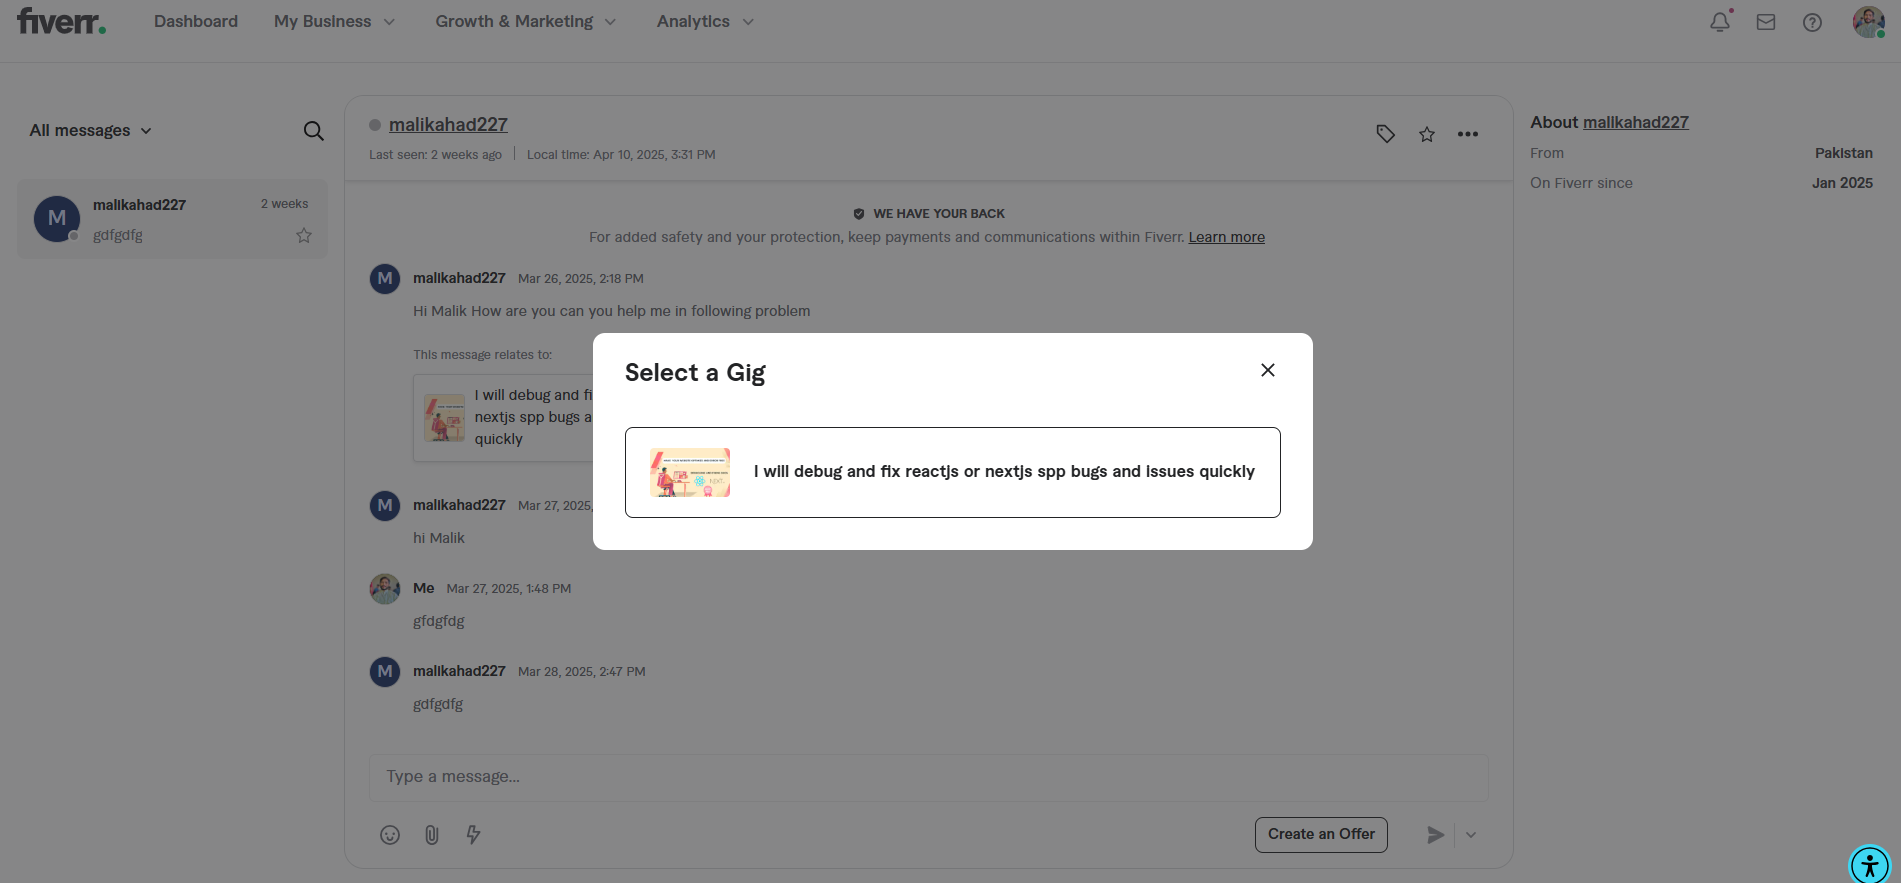 fiverr.
Dashboard
My Business
Growth & Marketing
Analytics
All messages
malikahad227
2 weeks
gdfgdfg
malikahad227
Last seen: 2 weeks ago
Local time: Apr 10, 2025, 3:31 PM
WE HAVE YOUR BACK
For added safety and your protection, keep payments and communications within Fiverr. Learn more
malikahad227 Mar 26, 2025, 2:18 PM
Hi Malik How are you can you help me in following problem
This message relates to:
I will debug and fi
nextjs spp bugs a
quickly
malikahad227 Mar 27, 2025,
hi Malik
Me Mar 27, 2025, 1:48 PM
gfdgfdg
malikahad227 Mar 28, 2025, 2:47 PM
gdfgdfg
Type a message...
Create an Offer
Select a Gig
I will debug and fix reactjs or nextjs spp bugs and issues quickly
About malikahad227
From Pakistan
On Fiverr since Jan 2025